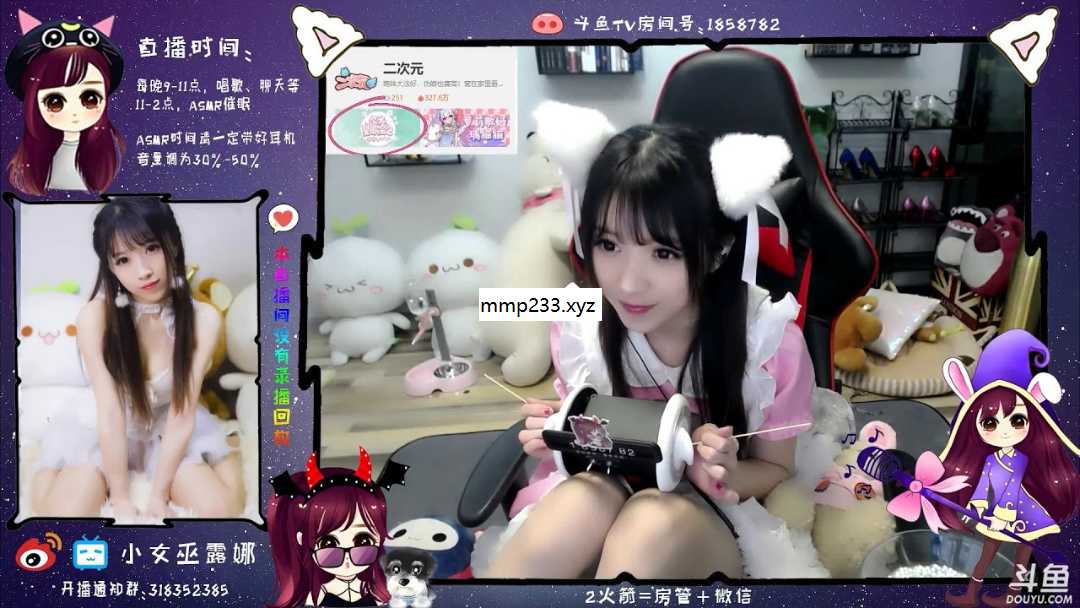 斗鱼TV房间号:1858782
直播时间:
每晚9-11点，唱歌、聊天等
11-2点，ASMR催眠
ASMR时间请一定带好耳机
音量调为30%-50%
二次元
251
327.6万
本直播间没有录播回放
mmp233.xyz
小女巫露娜
开播通知群:318352385
2火箭=房管+微信
斗鱼
DOUYU.COM